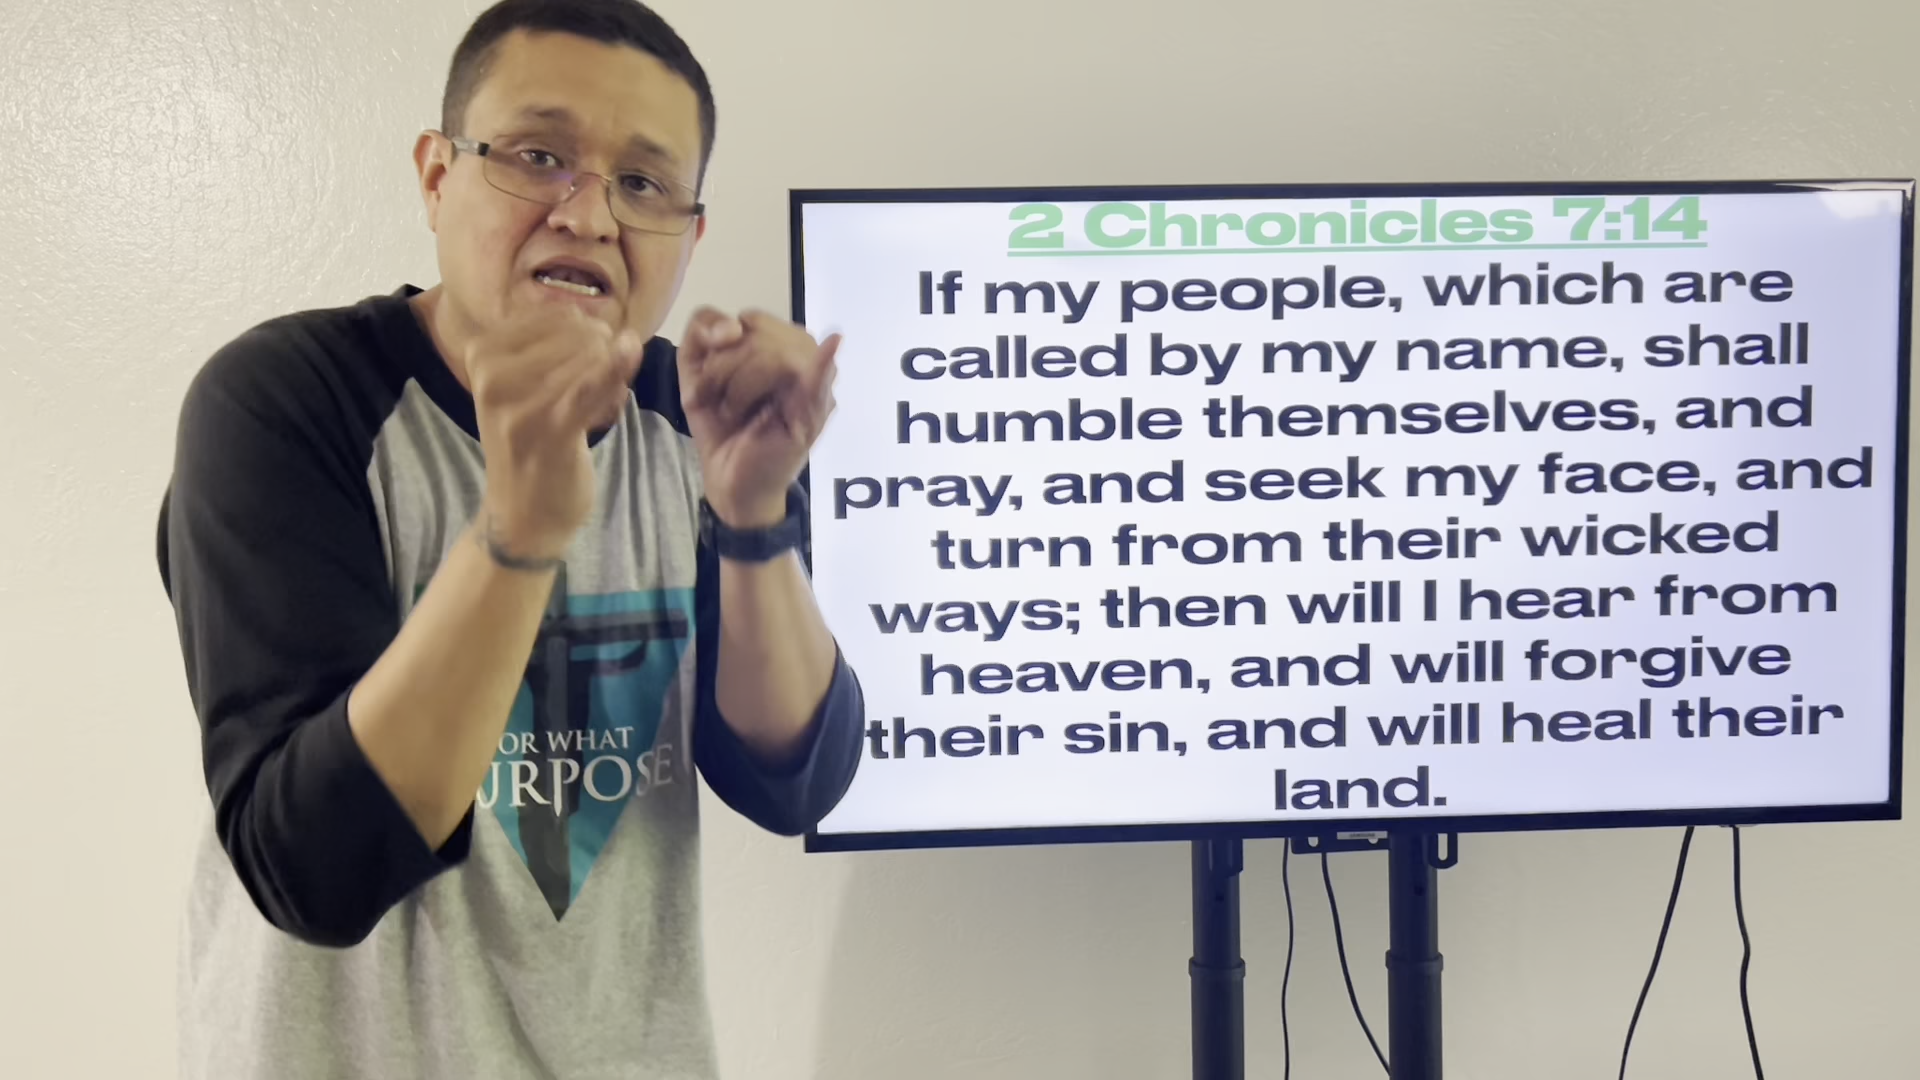 2 Chronicles 7:14
If my people, which are
called by my name, shall
humble themselves, and
pray, and seek my face, and
turn from their wicked
ways; then will I hear from
heaven, and will forgive
their sin, and will heal their
land.
OR WHAT
URPOSE
SAMSUNG